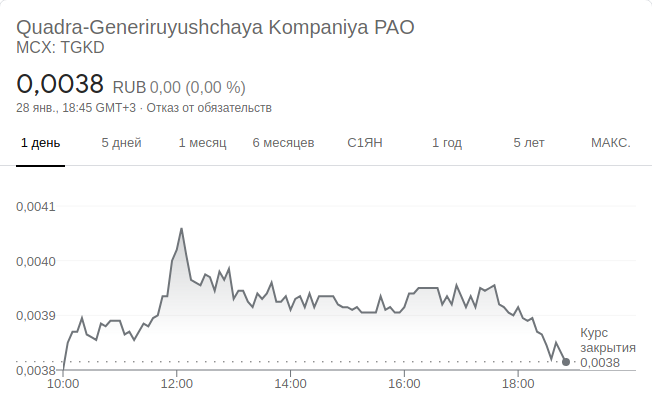 Quadra-Generiruyushchaya Kompaniya PAO
MCX: TGKD
0,0038 RUB 0,00 (0,00 %)
28 янв., 18:45 GMT+3 · Отказ от обязательств
1 день 5 дней 1 месяц 6 месяцев С1ЯН 1 год 5 лет МАКС.
0,0041
0,0040
0,0039
0,0038
Курс
закрытия
0,0038
10:00 12:00 14:00 16:00 18:00